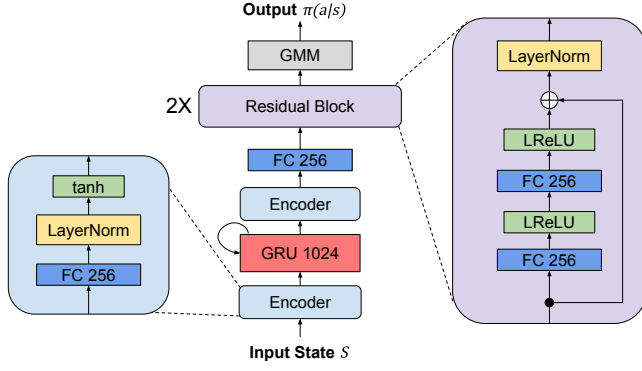 Output π(a|s)
GMM
2X
Residual Block
FC 256
Encoder
GRU 1024
Encoder
Input State S
tanh
LayerNorm
FC 256
LayerNorm
LReLU
FC 256
LReLU
FC 256